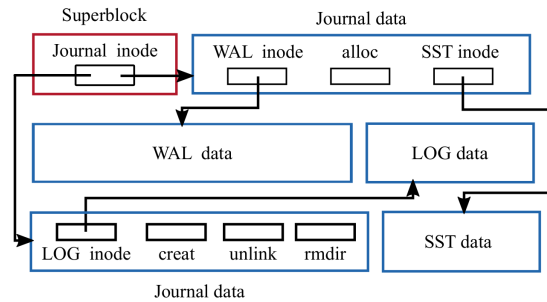 Superblock
Journal data
Journal inode
WAL inode alloc SST inode
WAL data
LOG data
LOG inode creat unlink rmdir
SST data
Journal data